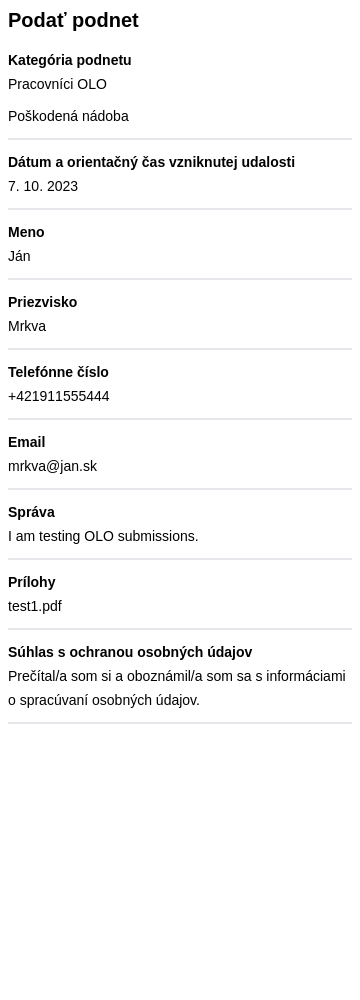 Podať podnet
Kategória podnetu
Pracovníci OLO
Poškodená nádoba
Dátum a orientačný čas vzniknutej udalosti
7. 10. 2023
Meno
Ján
Priezvisko
Mrkva
Telefónne číslo
+421911555444
Email
mrkva@jan.sk
Správa
I am testing OLO submissions.
Prílohy
test1.pdf
Súhlas s ochranou osobných údajov
Prečítal/a som si a oboznámil/a som sa s informáciami
o spracúvaní osobných údajov.